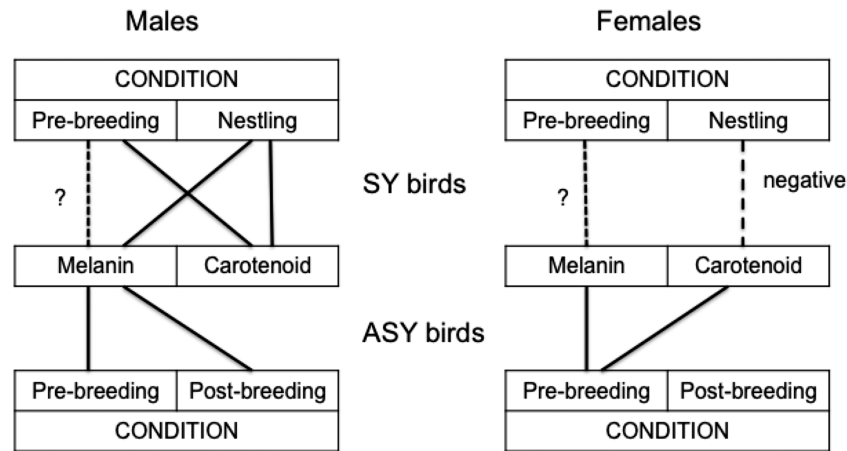 Males Females
CONDITION CONDITION
Pre-breeding Nestling Pre-breeding Nestling
SY birds negative
? ?
Melanin Carotenoid Melanin Carotenoid
ASY birds
Pre-breeding Post-breeding Pre-breeding Post-breeding
CONDITION CONDITION